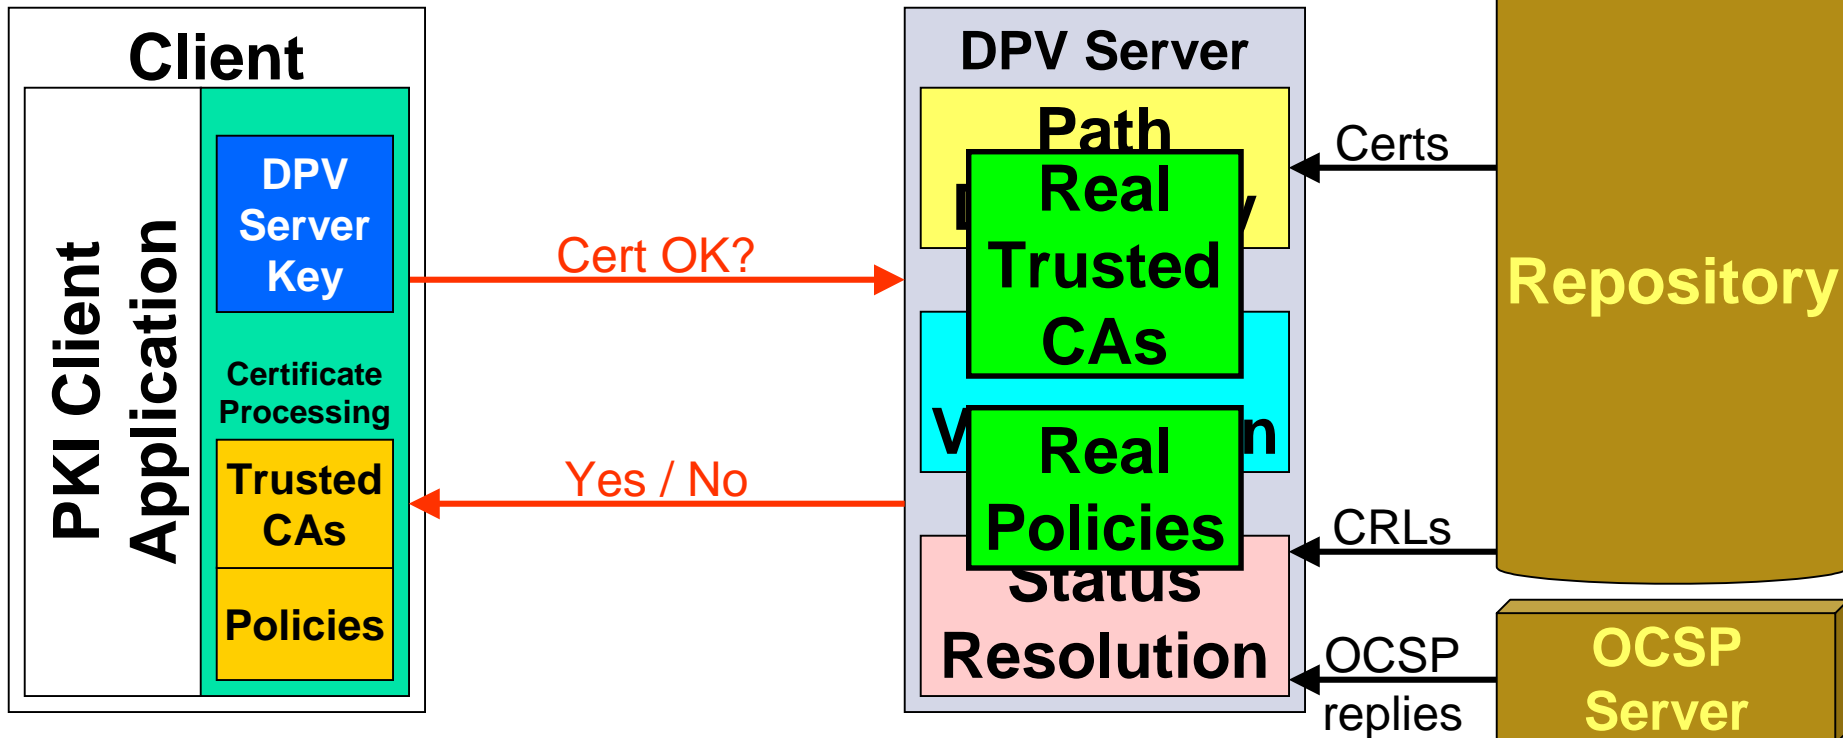 Client
PKI Client
Application
DPV
Server
Key
Certificate
Processing
Trusted
CAs
Policies
Cert OK?
Yes / No
DPV Server
Path
Real
Trusted
CAs
Real
Policies
Status
Resolution
Certs
CRLs
OCSP
replies
Repository
OCSP
Server